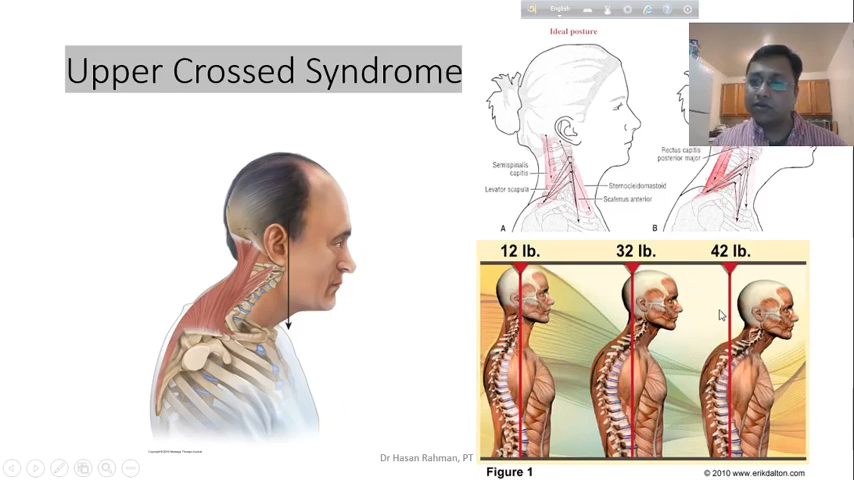 English
Upper Crossed Syndrome
Ideal posture
Semispinalis
capitis
Levator scapula
Sternocleidomastoid
Scalenus anterior
A
Rectus capitis
posterior major
B
12 lb. 32 lb. 42 lb.
Figure 1
© 2010 www.erikdalton.com
Dr Hasan Rahman, PT